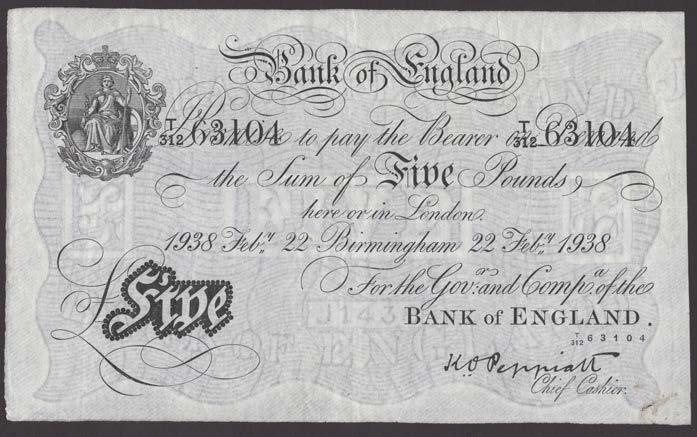 Bank of England
T/312 63104 T/312 63104
I Promise to pay the Bearer on Demand
the Sum of Five Pounds
here or in London.
1938 Feb.ry 22 Birmingham 22 Feb.ry 1938
For the Gov.r and Comp.a of the
£Five
BANK of ENGLAND.
T/312 63104
K O Peppiatt
Chief Cashier.